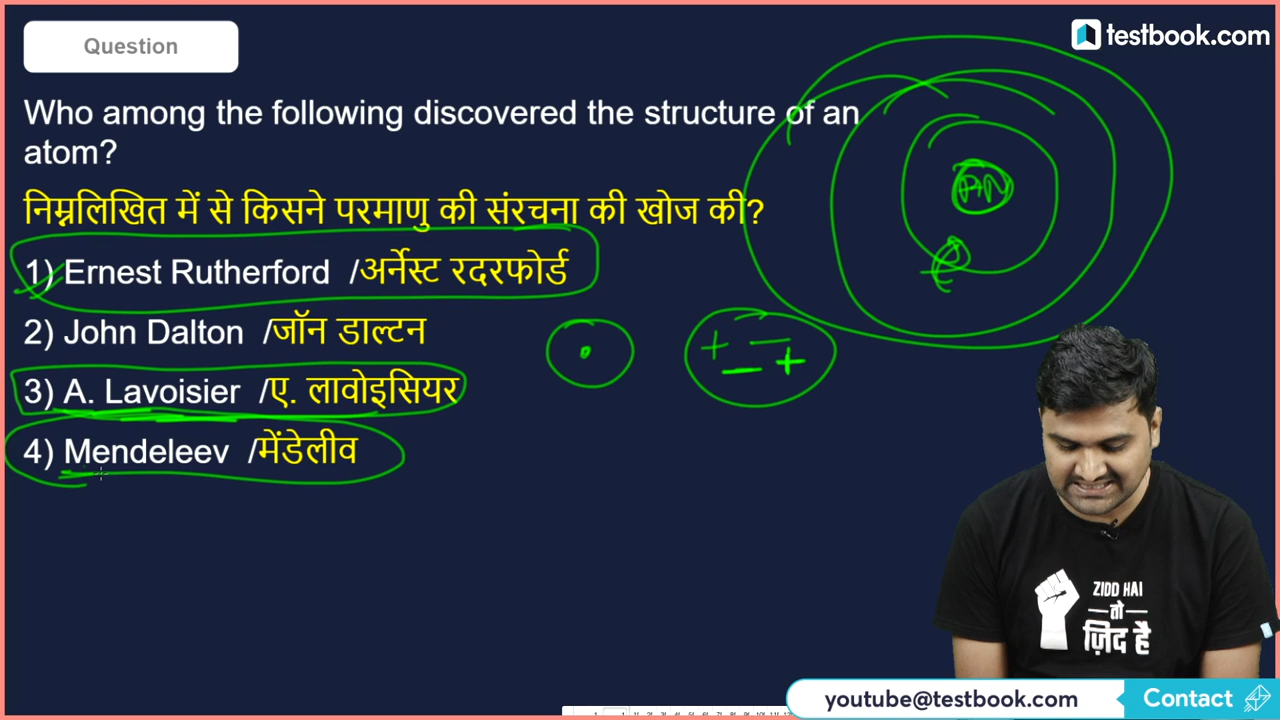 Question
testbook.com
Who among the following discovered the structure of an
atom?
निम्नलिखित में से किसने परमाणु की संरचना की खोज की?
1) Ernest Rutherford /अर्नेस्ट रदरफोर्ड
2) John Dalton /जॉन डाल्टन
3) A. Lavoisier /ए. लावोइसियर
4) Mendeleev /मेंडेलीव
P+N
e
+ −
− +
ZIDD HAI
तो
ज़िद है
youtube@testbook.com
Contact